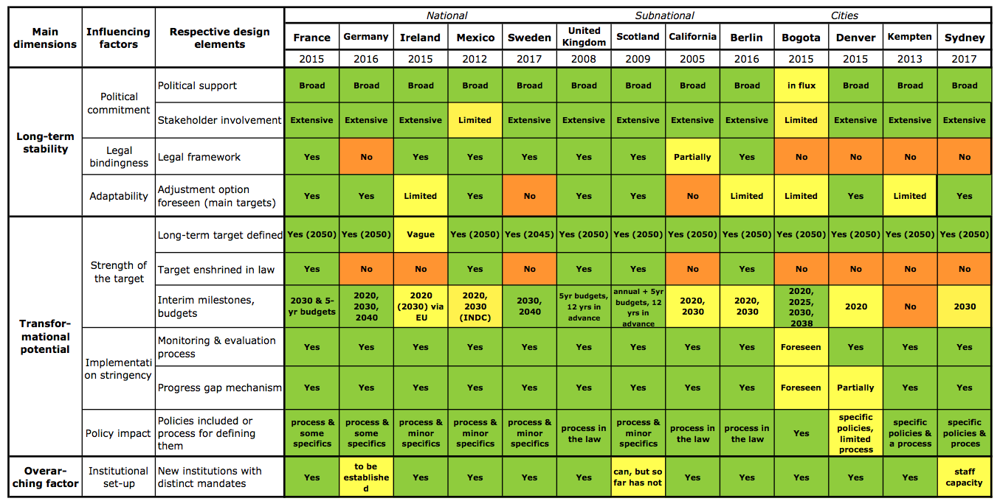 National Subnational Cities
Main dimensions Influencing factors Respective design elements France Germany Ireland Mexico Sweden United Kingdom Scotland California Berlin Bogota Denver Kempten Sydney
2015 2016 2015 2012 2017 2008 2009 2005 2016 2015 2015 2013 2017
Long-term stability
Political commitment
Political support Broad Broad Broad Broad Broad Broad Broad Broad Broad in flux Broad Broad Broad
Stakeholder involvement Extensive Extensive Extensive Limited Extensive Extensive Extensive Extensive Extensive Limited Extensive Extensive Extensive
Legal bindingness Legal framework Yes No Yes Yes Yes Yes Yes Partially Yes No No No No
Adaptability Adjustment option foreseen (main targets) Yes Yes Limited Yes No Yes Yes No Limited Limited Yes Limited Yes
Transfor-mational potential
Strength of the target
Long-term target defined Yes (2050) Yes (2050) Vague Yes (2050) Yes (2045) Yes (2050) Yes (2050) Yes (2050) Yes (2050) Yes (2050) Yes (2050) Yes (2050) Yes (2050)
Target enshrined in law Yes No No Yes No Yes Yes No Yes No No No No
Interim milestones, budgets 2030 & 5-yr budgets 2020, 2030, 2040 2020 (2030) via EU 2020, 2030 (INDC) 2030, 2040 5yr budgets, 12 yrs in advance annual + 5yr budgets, 12 yrs in advance 2020, 2030 2020, 2030 2020, 2025, 2030, 2038 2020 No 2030
Implementati on stringency
Monitoring & evaluation process Yes Yes Yes Yes Yes Yes Yes Yes Yes Foreseen Yes Yes Yes
Progress gap mechanism Yes Yes Yes Yes Yes Yes Yes Yes Yes Foreseen Partially Yes Yes
Policy impact Policies included or process for defining them process & some specifics process & some specifics process & minor specifics process & minor specifics process & minor specifics process in the law process & minor specifics process in the law process in the law Yes specific policies, limited process specific policies & a process specific policies & proces
Overar-ching factor Institutional set-up New institutions with distinct mandates Yes to be establishe d Yes Yes Yes Yes can, but so far has not Yes Yes Yes Yes Yes staff capacity